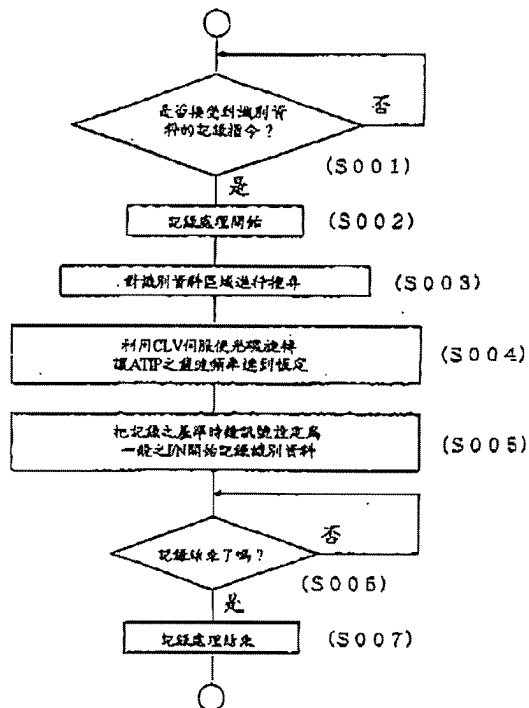 是否接受到識別資
料的記錄指令？
否
(S001)
是
記錄處理開始
(S002)
對識別資料區域進行搜尋
(S003)
利用CLV伺服使光碟旋轉
讓ATIP之載波頻率達到恆定
(S004)
把記錄之基準時鐘訊號設定為
一般之1/N開始記錄識別資料
(S005)
否
記錄結束了嗎？
(S006)
是
記錄處理結束
(S007)